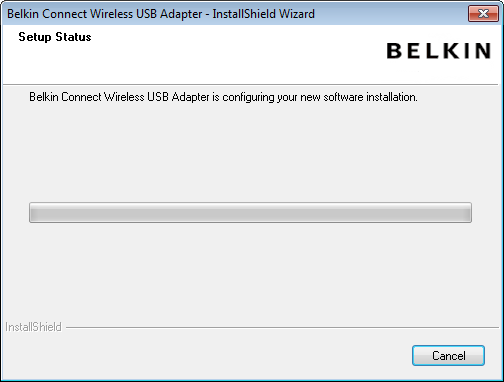 Belkin Connect Wireless USB Adapter - InstallShield Wizard
Setup Status
BELKIN
Belkin Connect Wireless USB Adapter is configuring your new software installation.
InstallShield
Cancel